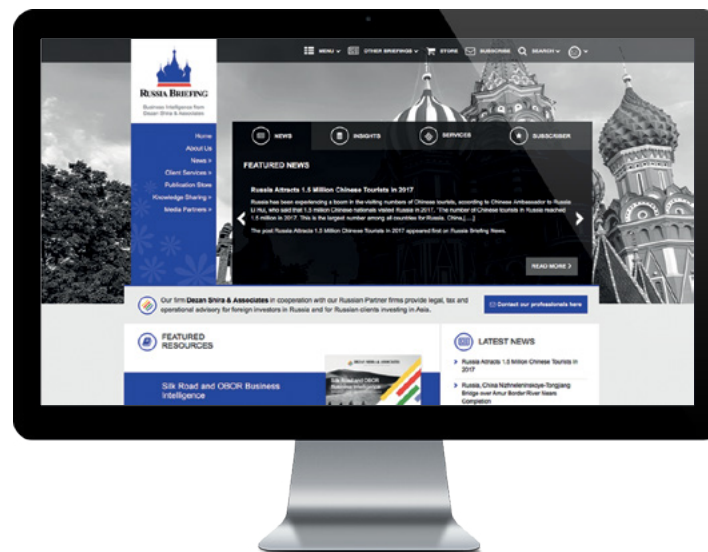 MENU
OTHER BRIEFINGS
STORE
SUBSCRIBE
SEARCH
RUSSIA BRIEFING
Business Intelligence from
Dezan Shira & Associates
Home
About Us
News >
Client Services >
Publication Store
Knowledge Sharing >
Media Partners >
NEWS
INSIGHTS
SERVICES
SUBSCRIBER
FEATURED NEWS
Russia Attracts 1.5 Million Chinese Tourists in 2017
Russia has been experiencing a boom in the visiting numbers of Chinese tourists, according to Chinese Ambassador to Russia
Li Hui, who said that 1.5 million Chinese nationals visited Russia in 2017. "The number of Chinese tourists in Russia reached
1.5 million in 2017. This is the largest number among all countries for Russia. China,[....]
The post Russia Attracts 1.5 Million Chinese Tourists in 2017 appeared first on Russia Briefing News.
READ MORE >
Our firm Dezan Shira & Associates in cooperation with our Russian Partner firms provide legal, tax and
operational advisory for foreign investors in Russia and for Russian clients investing in Asia.
Contact our professionals here
FEATURED
RESOURCES
Silk Road and OBOR Business
Intelligence
DEZAN SHIRA & ASSOCIATES
Silk Road and OBOR
Business Intelligence
LATEST NEWS
Russia Attracts 1.5 Million Chinese Tourists in
2017
Russia, China Nizhneleninskoye-Tongjiang
Bridge over Amur Border River Nears
Completion